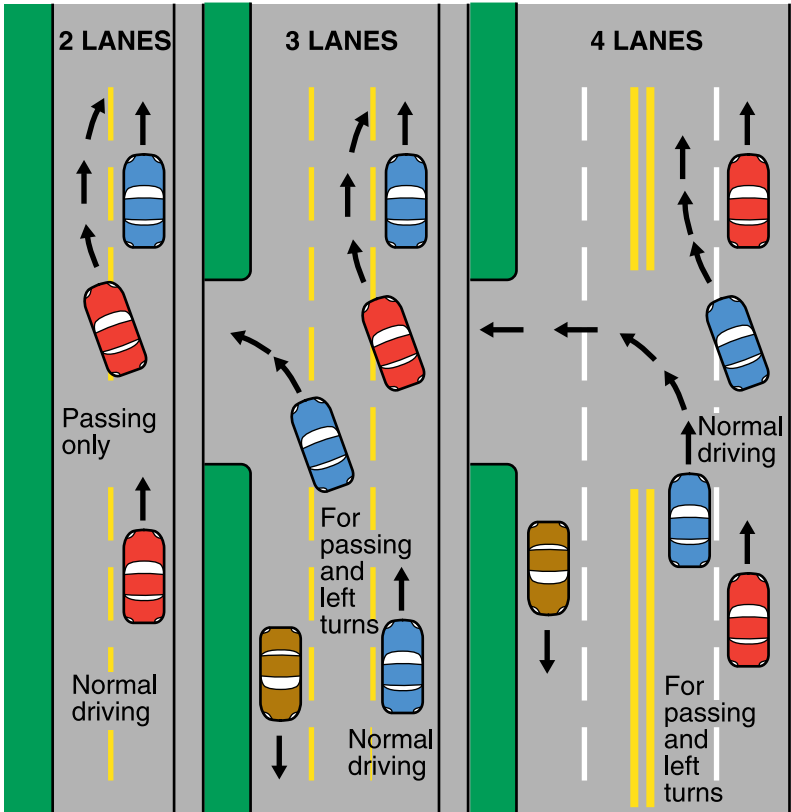 2 LANES
Passing
only
Normal
driving
3 LANES
For
passing
and
left
turns
Normal
driving
4 LANES
Normal
driving
For
passing
and
left
turns